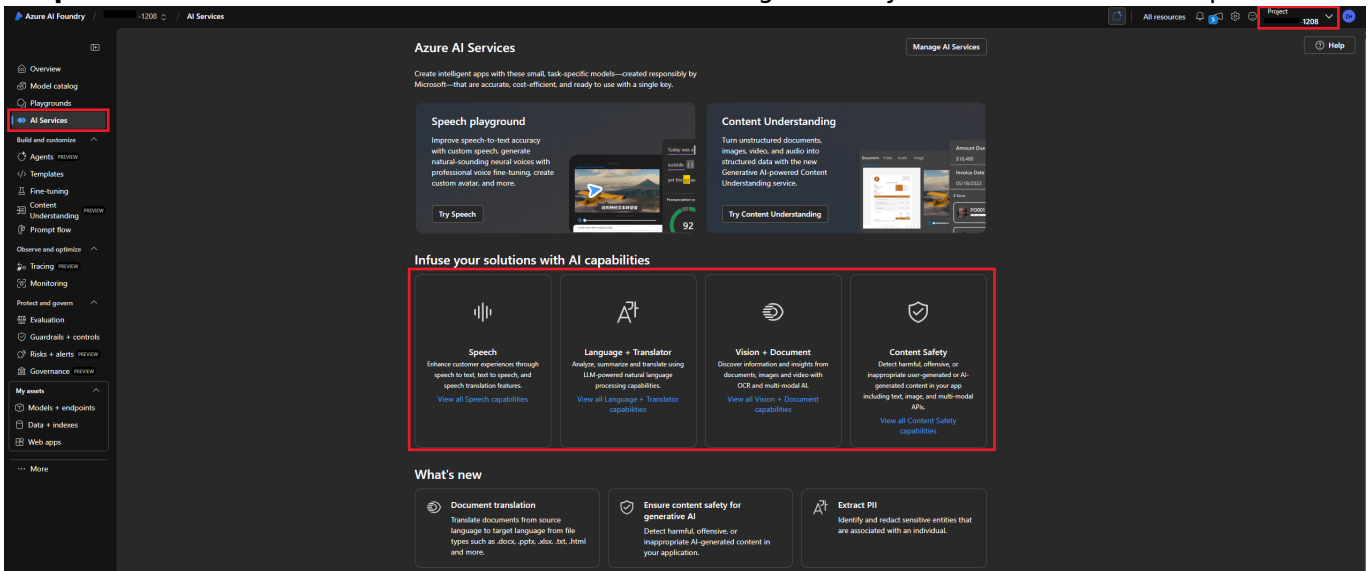 Azure AI Foundry / -1208 / AI Services
All resources
5
Project
-1208
ZH
Help
Overview
Model catalog
Playgrounds
AI Services
Build and customize
Agents PREVIEW
Templates
Fine-tuning
Content
Understanding PREVIEW
Prompt flow
Observe and optimize
Tracing PREVIEW
Monitoring
Protect and govern
Evaluation
Guardrails + controls
Risks + alerts PREVIEW
Governance PREVIEW
My assets
Models + endpoints
Data + indexes
Web apps
More
Azure AI Services
Manage AI Services
Create intelligent apps with these small, task-specific models—created responsibly by
Microsoft—that are accurate, cost-efficient, and ready to use with a single key.
Speech playground
Improve speech-to-text accuracy
with custom speech, generate
natural-sounding neural voices with
professional voice fine-tuning, create
custom avatar, and more.
Try Speech
Today was a
outside
yet the
92
Content Understanding
Turn unstructured documents,
images, video, and audio into
structured data with the new
Generative AI-powered Content
Understanding service.
Try Content Understanding
Document Video Audio Image
Amount Due
$18,400
Invoice Date
05/18/2023
PO001
Infuse your solutions with AI capabilities
Speech
Enhance customer experiences through
speech to text, text to speech, and
speech translation features.
View all Speech capabilities
Language + Translator
Analyze, summarize and translate using
LLM-powered natural language
processing capabilities.
View all Language + Translator
capabilities
Vision + Document
Discover information and insights from
documents, images and video with
OCR and multi-modal AI.
View all Vision + Document
capabilities
Content Safety
Detect harmful, offensive, or
inappropriate user-generated or AI-
generated content in your app
including text, image, and multi-modal
APIs.
View all Content Safety
capabilities
What's new
Document translation
Translate documents from source
language to target language from file
types such as .docx, .pptx, .xlsx, .txt, .html
and more.
Ensure content safety for
generative AI
Detect harmful, offensive, or
inappropriate AI-generated content in
your application.
Extract PII
Identify and redact sensitive entities that
are associated with an individual.